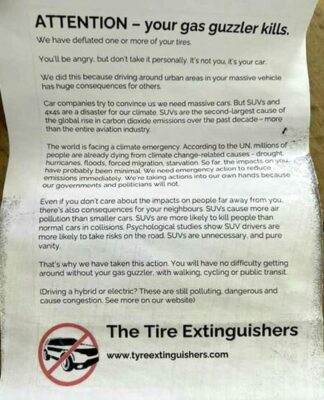 ATTENTION – your gas guzzler kills.
We have deflated one or more of your tires.
You'll be angry, but don't take it personally. It's not you, it's your car.
We did this because driving around urban areas in your massive vehicle
has huge consequences for others.
Car companies try to convince us we need massive cars. But SUVs and
4x4s are a disaster for our climate. SUVs are the second-largest cause of
the global rise in carbon dioxide emissions over the past decade – more
than the entire aviation industry.
The world is facing a climate emergency. According to the UN, millions of
people are already dying from climate change-related causes - drought,
hurricanes, floods, forced migration, starvation. So far, the impacts on you
have probably been minimal. We need emergency action to reduce
emissions immediately. We're taking actions into our own hands because
our governments and politicians will not.
Even if you don't care about the impacts on people far away from you,
there's also consequences for your neighbours. SUVs cause more air
pollution than smaller cars. SUVs are more likely to kill people than
normal cars in collisions. Psychological studies show SUV drivers are
more likely to take risks on the road. SUVs are unnecessary, and pure
vanity.
That's why we have taken this action. You will have no difficulty getting
around without your gas guzzler, with walking, cycling or public transit.
(Driving a hybrid or electric? These are still polluting, dangerous and
cause congestion. See more on our website)
The Tire Extinguishers
www.tyreextinguishers.com